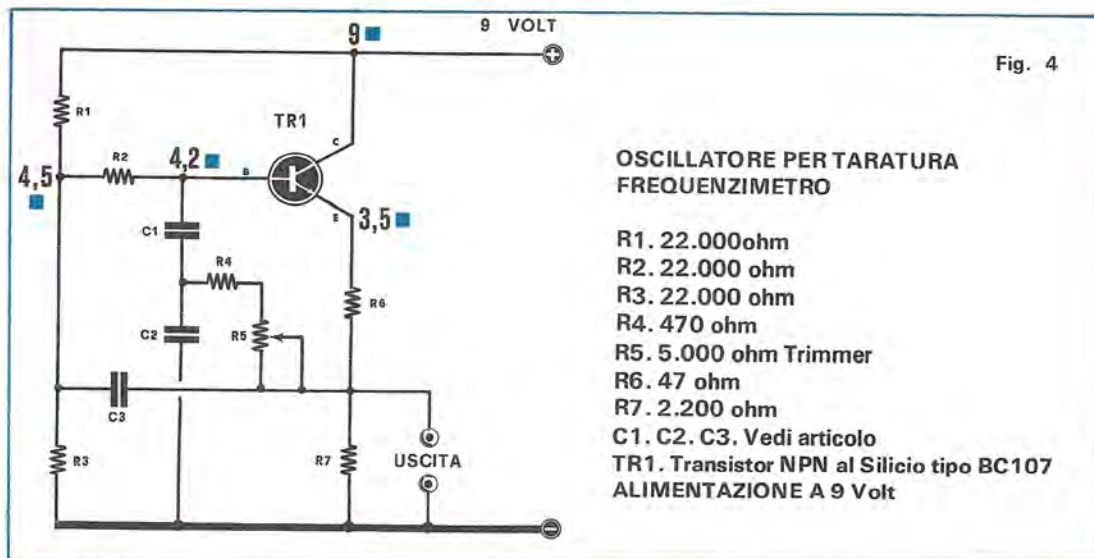 9 VOLT
9
Fig. 4
R1
TR1
C
R2
4,2
B
4,5
E
3,5
C1
R4
R6
C2
R5
C3
R3
R7
USCITA
OSCILLATORE PER TARATURA
FREQUENZIMETRO
R1. 22.000ohm
R2. 22.000 ohm
R3. 22.000 ohm
R4. 470 ohm
R5. 5.000 ohm Trimmer
R6. 47 ohm
R7. 2.200 ohm
C1. C2. C3. Vedi articolo
TR1. Transistor NPN al Silicio tipo BC107
ALIMENTAZIONE A 9 Volt